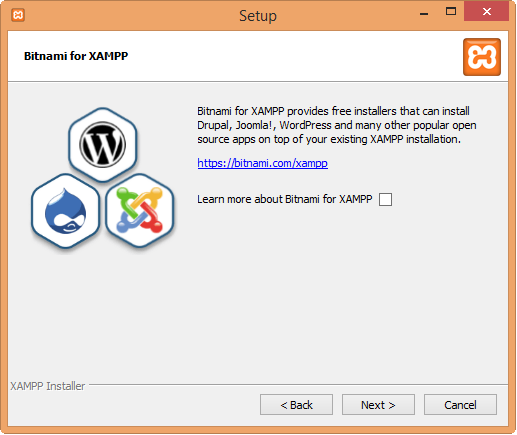 Setup
Bitnami for XAMPP
Bitnami for XAMPP provides free installers that can install
Drupal, Joomla!, WordPress and many other popular open
source apps on top of your existing XAMPP installation.
https://bitnami.com/xampp
Learn more about Bitnami for XAMPP
XAMPP Installer
< Back
Next >
Cancel